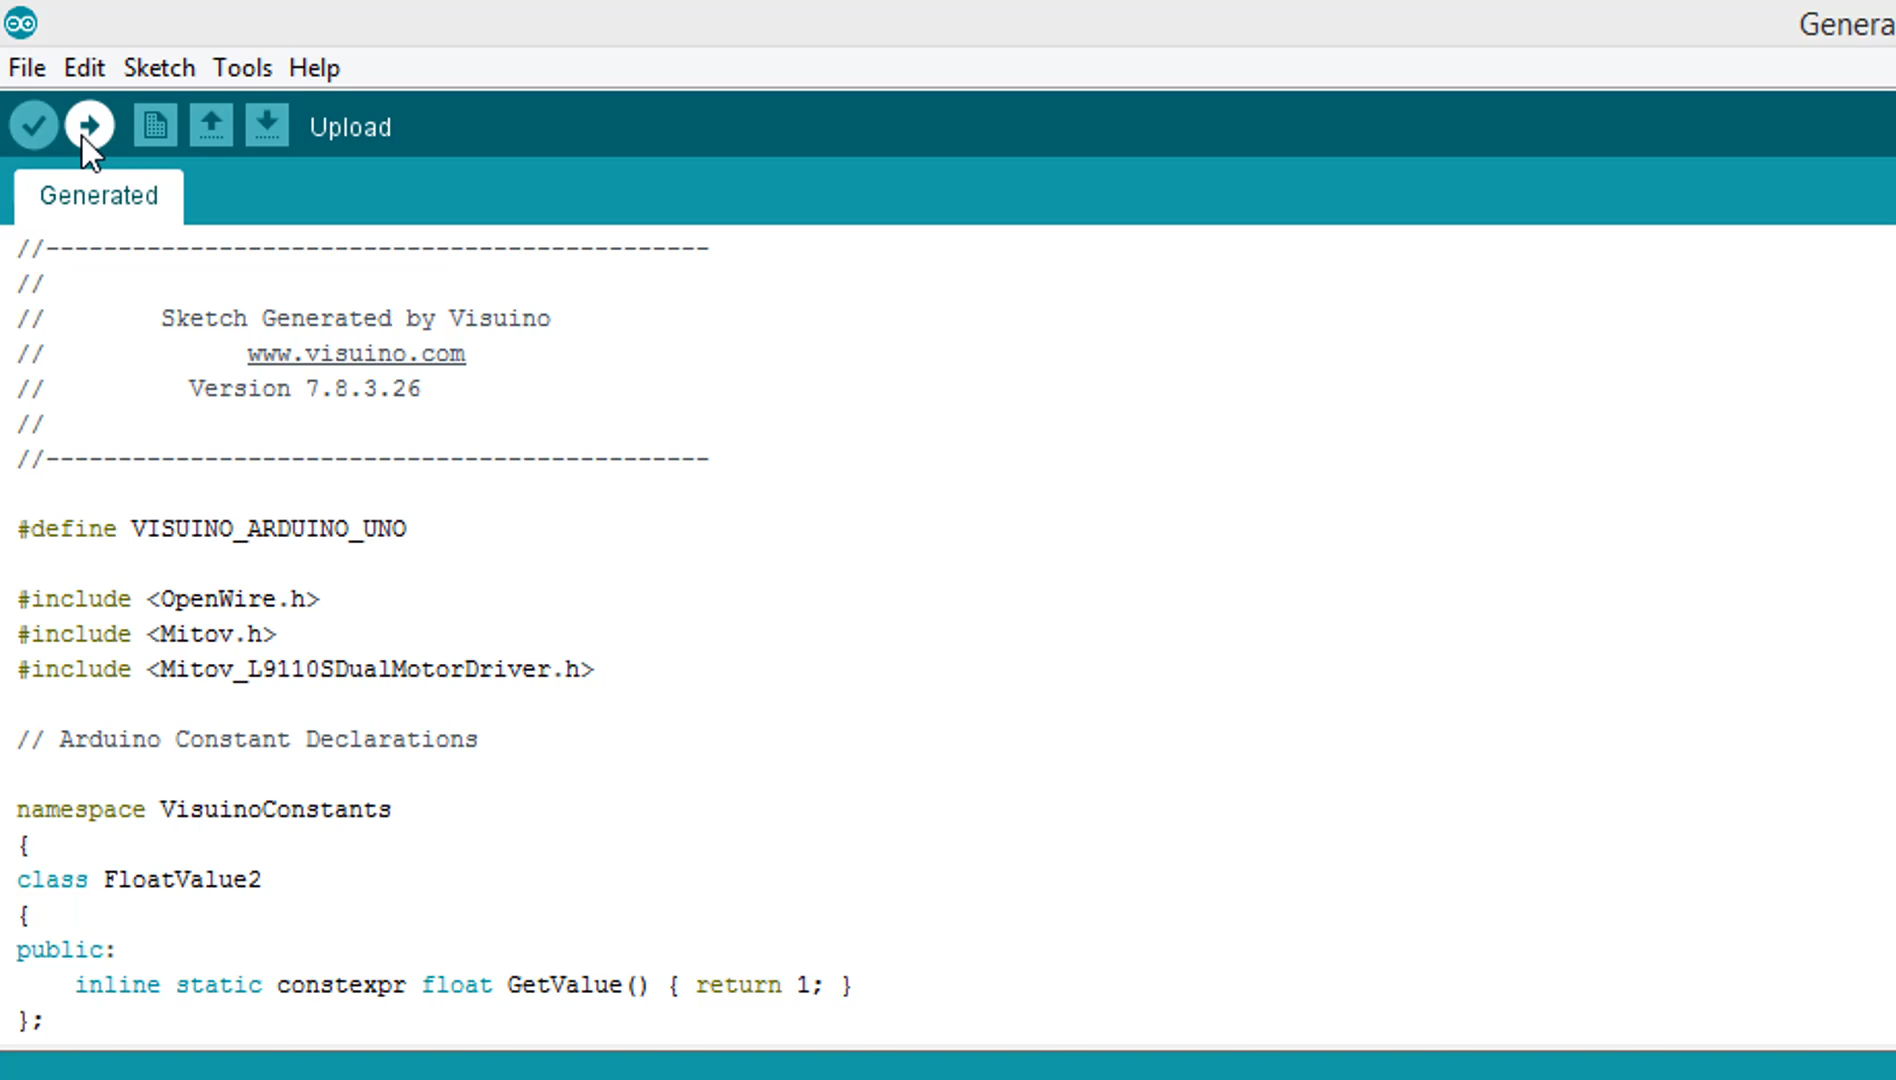 Genera
File Edit Sketch Tools Help
Upload
Generated
//----------------------------------------------
//
//        Sketch Generated by Visuino
//              www.visuino.com
//          Version 7.8.3.26
//
//----------------------------------------------
#define VISUINO_ARDUINO_UNO
#include <OpenWire.h>
#include <Mitov.h>
#include <Mitov_L9110SDualMotorDriver.h>
// Arduino Constant Declarations
namespace VisuinoConstants
{
class FloatValue2
{
public:
    inline static constexpr float GetValue() { return 1; }
};